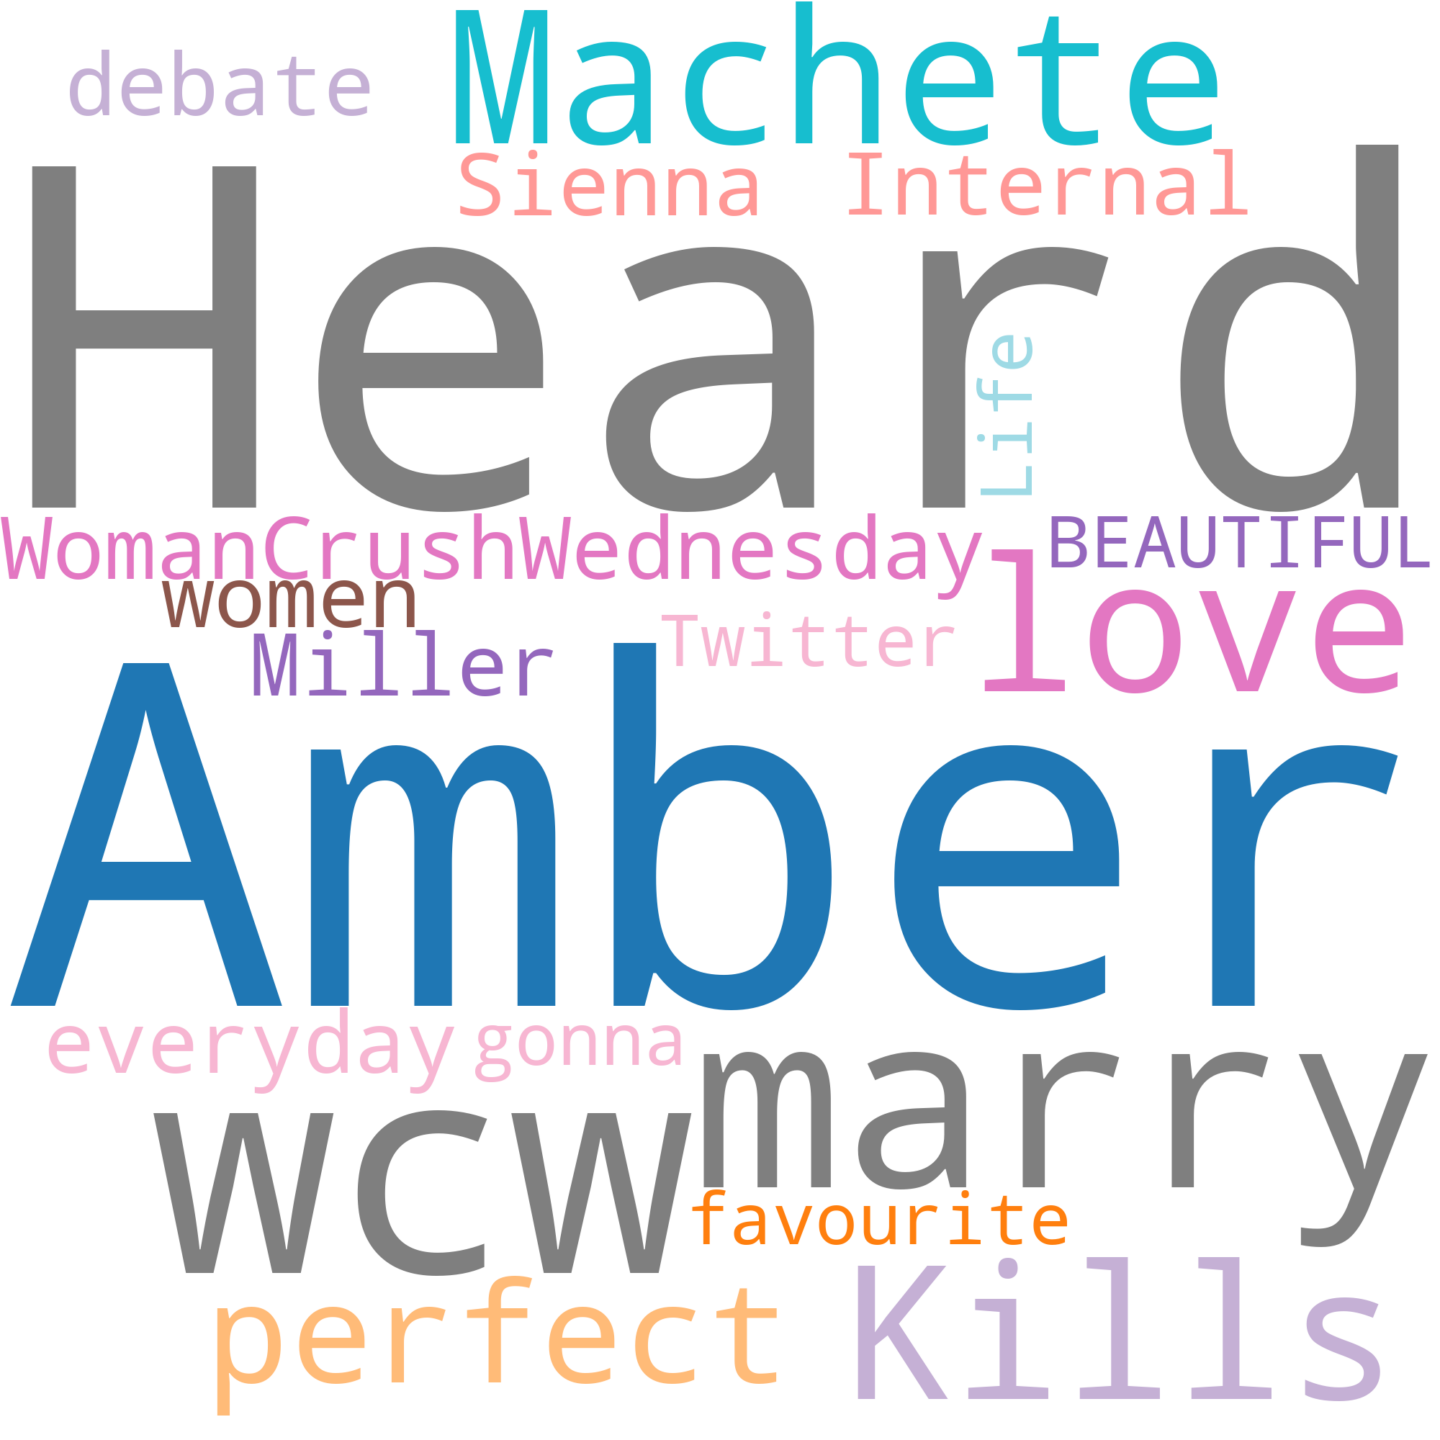 debate Machete
Sienna Internal
Heard
Life
WomanCrushWednesday BEAUTIFUL
women love
Miller Twitter
Amber
everyday gonna
wcw marry
favourite
perfect Kills